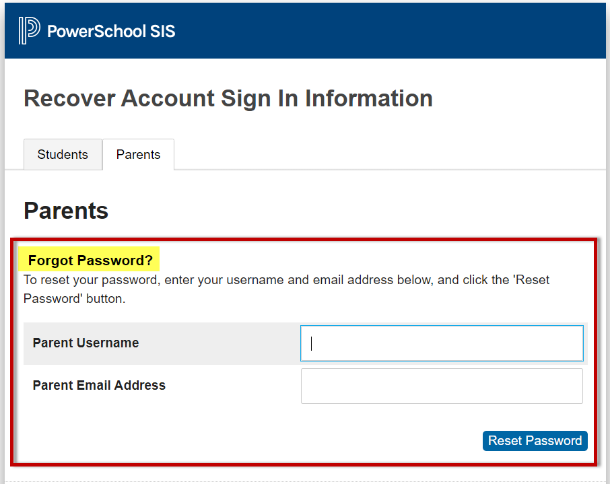 PowerSchool SIS
Recover Account Sign In Information
Students Parents
Parents
Forgot Password?
To reset your password, enter your username and email address below, and click the 'Reset
Password' button.
Parent Username
Parent Email Address
Reset Password